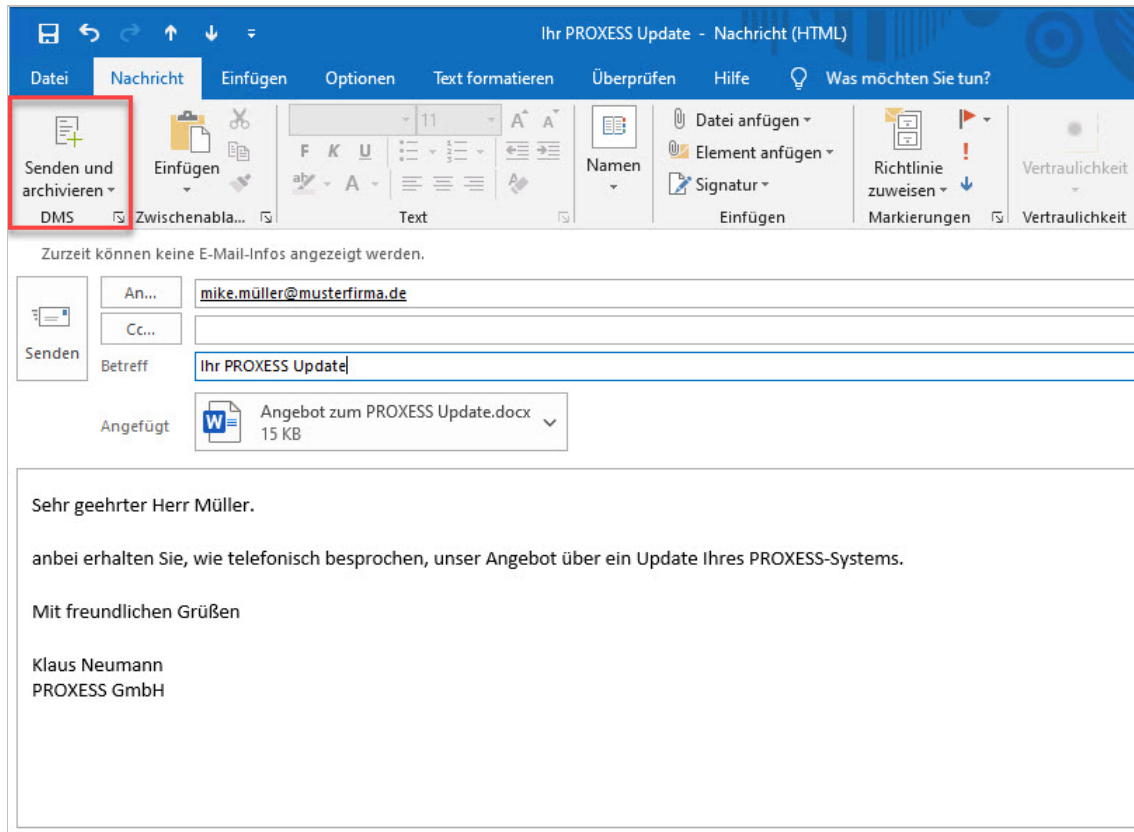 Ihr PROXESS Update - Nachricht (HTML)
Datei Nachricht Einfügen Optionen Text formatieren Überprüfen Hilfe Was möchten Sie tun?
Senden und archivieren
DMS
Einfügen
Zwischenabla...
11
F K U
Text
Namen
Datei anfügen
Element anfügen
Signatur
Einfügen
Richtlinie zuweisen
Markierungen
Vertraulichkeit
Vertraulichkeit
Zurzeit können keine E-Mail-Infos angezeigt werden.
Senden
An... mike.müller@musterfirma.de
Cc...
Betreff Ihr PROXESS Update
Angefügt Angebot zum PROXESS Update.docx
15 KB
Sehr geehrter Herr Müller.
anbei erhalten Sie, wie telefonisch besprochen, unser Angebot über ein Update Ihres PROXESS-Systems.
Mit freundlichen Grüßen
Klaus Neumann
PROXESS GmbH